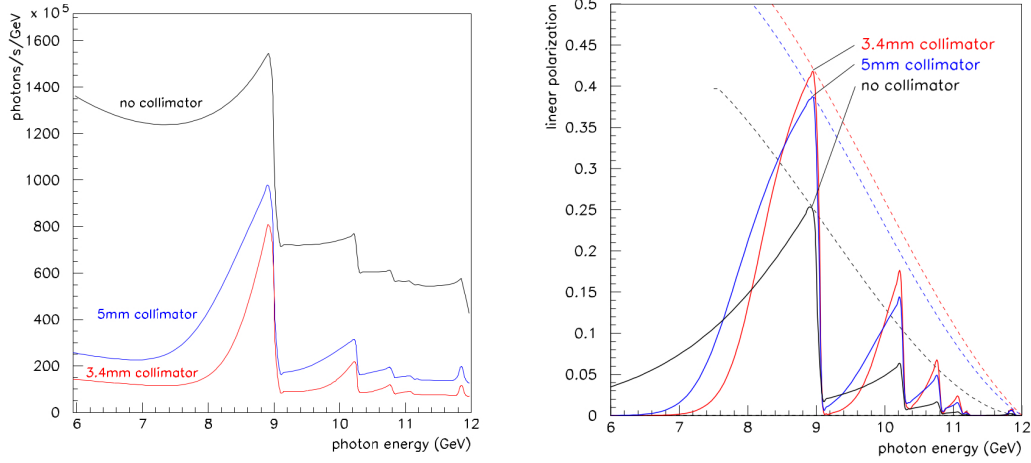 × 10⁵
photons/s/GeV
1600
1400
1200
1000
800
600
400
200
0
no collimator
5mm collimator
3.4mm collimator
6 7 8 9 10 11 12
photon energy (GeV)
linear polarization
0.5
0.45
0.4
0.35
0.3
0.25
0.2
0.15
0.1
0.05
0
3.4mm collimator
5mm collimator
no collimator
6 7 8 9 10 11 12
photon energy (GeV)